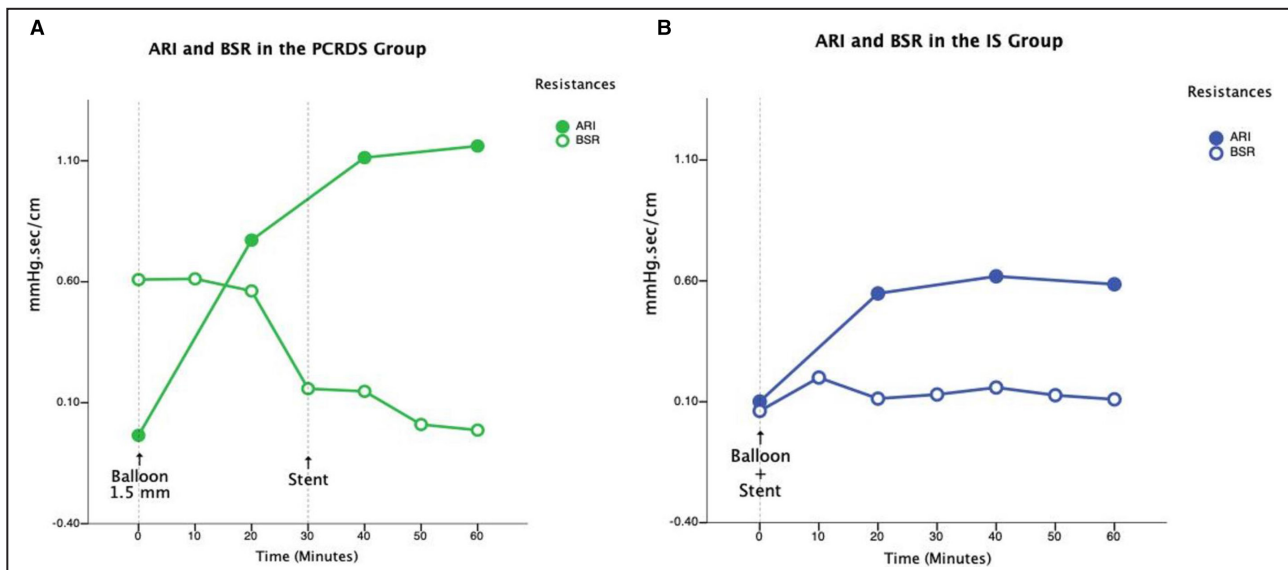 A
ARI and BSR in the PCRDS Group
Resistances
ARI
BSR
mmHg.sec/cm
1.10
0.60
0.10
-0.40
↑
Balloon
1.5 mm
↑
Stent
0 10 20 30 40 50 60
Time (Minutes)
B
ARI and BSR in the IS Group
Resistances
ARI
BSR
mmHg.sec/cm
1.10
0.60
0.10
-0.40
↑
Balloon
+
Stent
0 10 20 30 40 50 60
Time (Minutes)